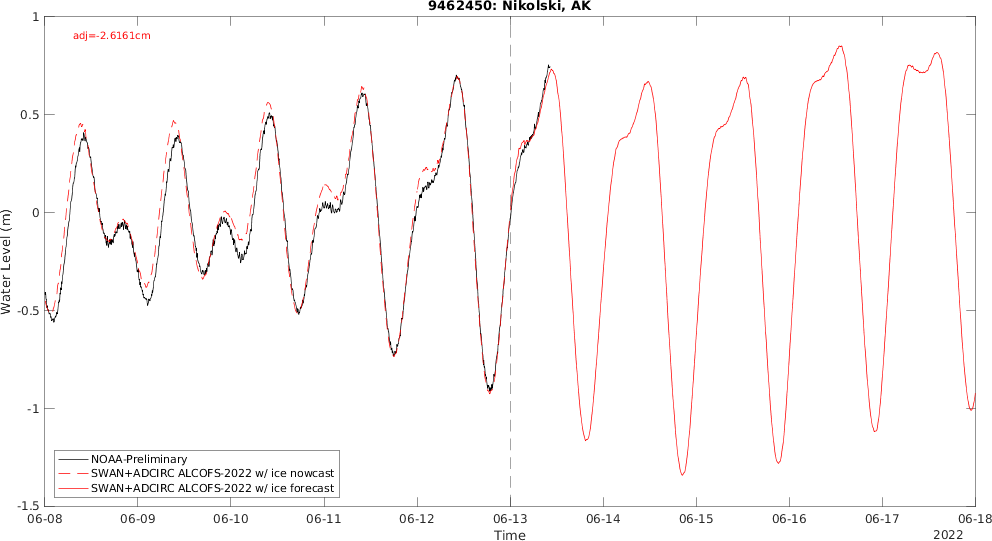 9462450: Nikolski, AK
adj=-2.6161cm
Water Level (m)
1
0.5
0
-0.5
-1
-1.5
NOAA-Preliminary
SWAN+ADCIRC ALCOFS-2022 w/ ice nowcast
SWAN+ADCIRC ALCOFS-2022 w/ ice forecast
06-08 06-09 06-10 06-11 06-12 06-13 06-14 06-15 06-16 06-17 06-18
Time
2022